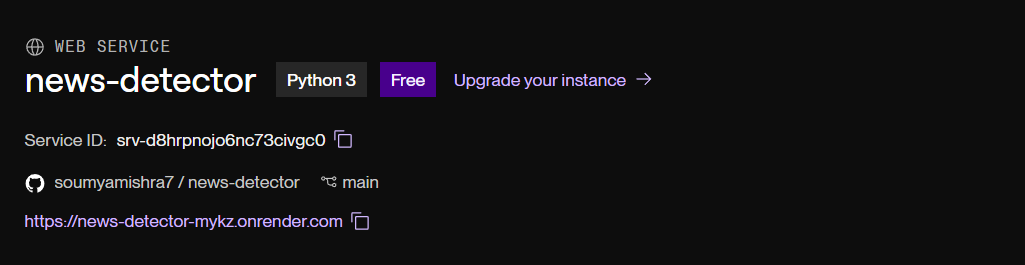 WEB SERVICE
news-detector Python 3 Free Upgrade your instance →
Service ID: srv-d8hrpnojo6nc73civgc0
soumyamishra7 / news-detector main
https://news-detector-mykz.onrender.com